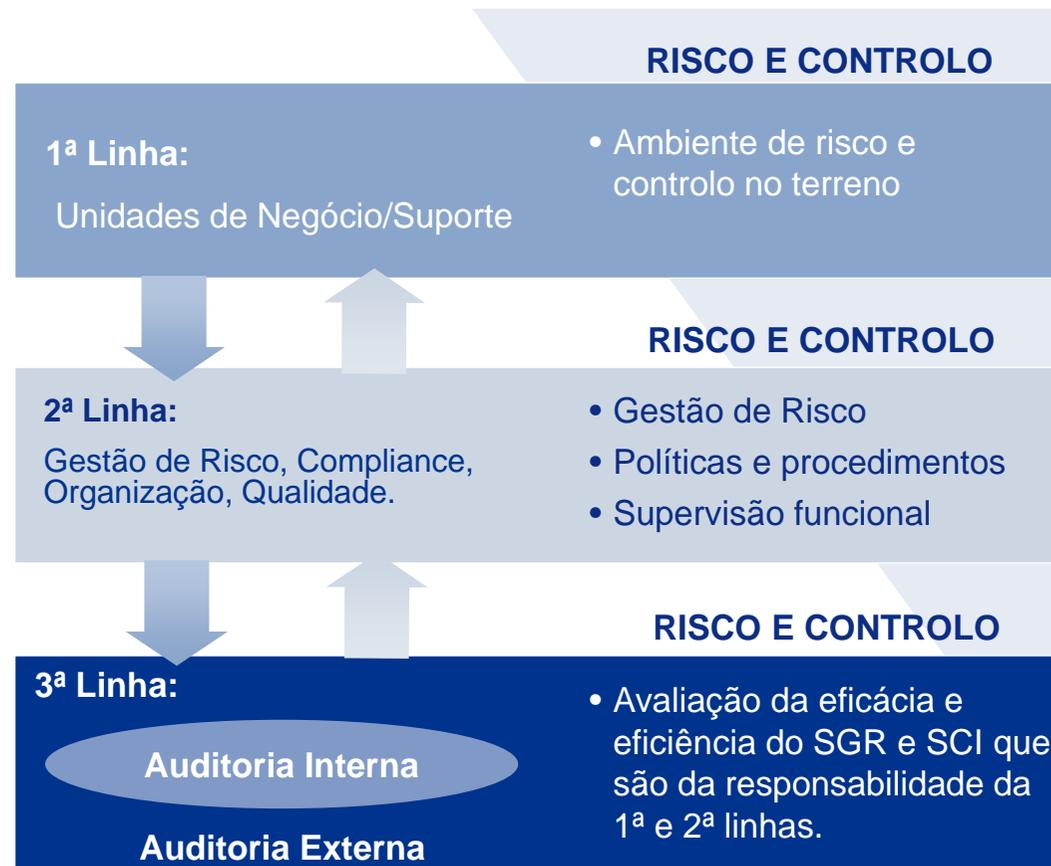 RISCO E CONTROLO
1ª Linha:
Unidades de Negócio/Suporte
• Ambiente de risco e
controlo no terreno
RISCO E CONTROLO
2ª Linha:
Gestão de Risco, Compliance,
Organização, Qualidade.
• Gestão de Risco
• Políticas e procedimentos
• Supervisão funcional
RISCO E CONTROLO
3ª Linha:
Auditoria Interna
Auditoria Externa
• Avaliação da eficácia e
eficiência do SGR e SCI que
são da responsabilidade da
1ª e 2ª linhas.